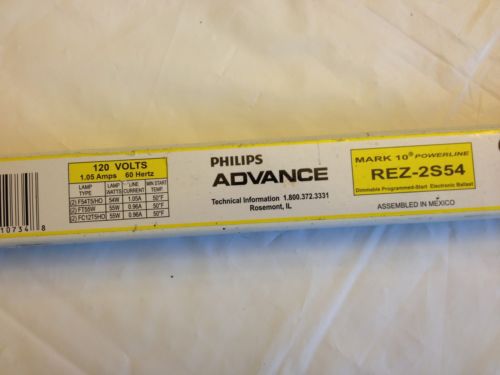 120 VOLTS
1.05 Amps 60 Hertz
LAMP TYPE LAMP WATTS LINE CURRENT MIN START TEMP.
(2) F54T5/HO 54W 1.05A 50°F
(2) FT55W 55W 0.96A 50°F
(2) FC12T5/HO 55W 0.96A 50°F
10734 8
PHILIPS
ADVANCE
Technical Information 1.800.372.3331
Rosemont, IL
MARK 10® POWERLINE
REZ-2S54
Dimmable Programmed-Start Electronic Ballast
ASSEMBLED IN MEXICO